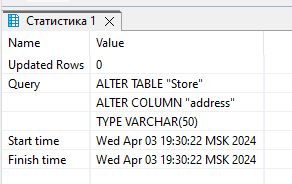 Статистика 1
Name Value
Updated Rows 0
Query ALTER TABLE "Store"
ALTER COLUMN "address"
TYPE VARCHAR(50)
Start time Wed Apr 03 19:30:22 MSK 2024
Finish time Wed Apr 03 19:30:22 MSK 2024